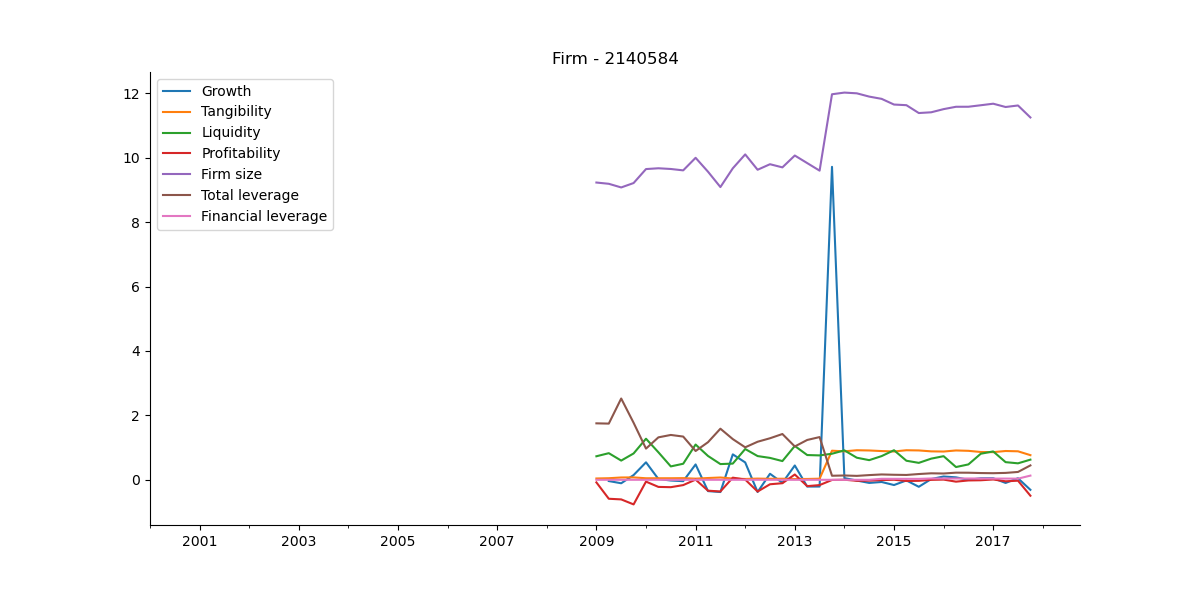 Firm - 2140584
Growth
Tangibility
Liquidity
Profitability
Firm size
Total leverage
Financial leverage
12
10
8
6
4
2
0
2001 2003 2005 2007 2009 2011 2013 2015 2017